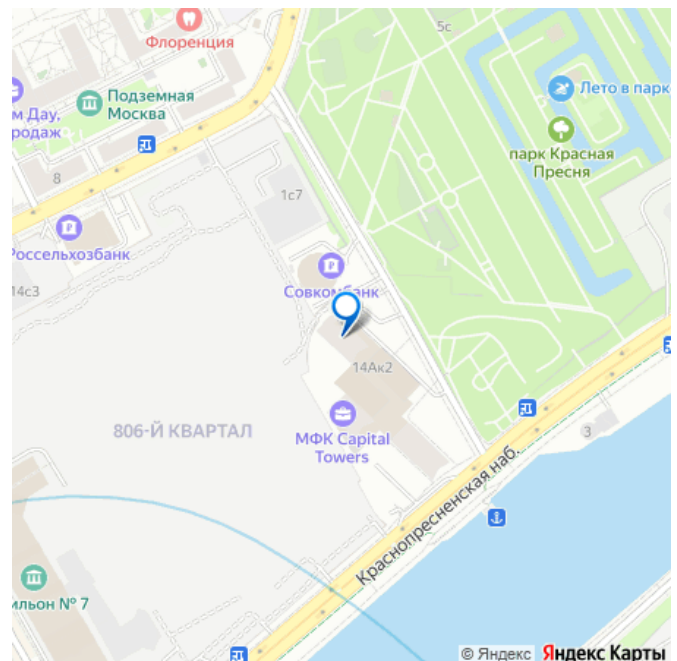 5с
Флоренция
Лето в парк
Подземная
Москва
м Дау,
родаж
парк Красная
Пресня
8
1с7
Россельхозбанк
Совкомбанк
14с3
14Ак2
806-Й КВАРТАЛ
МФК Capital
Towers
3
Краснопресненская наб.
ильон № 7
© Яндекс Яндекс Карты